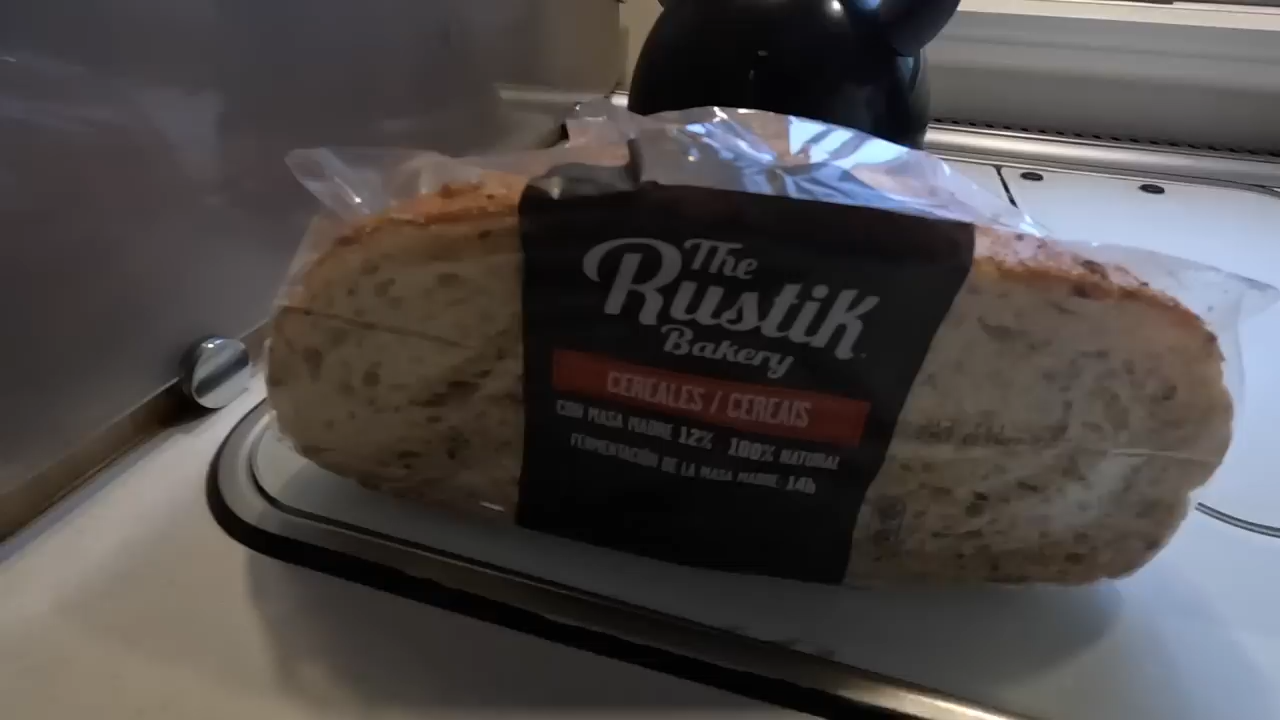 The
Rustik
Bakery
CEREALES / CEREAIS
CON MASA MADRE 12% 100% NATURAL
FERMENTACIÓN DE LA MASA MADRE: 14h